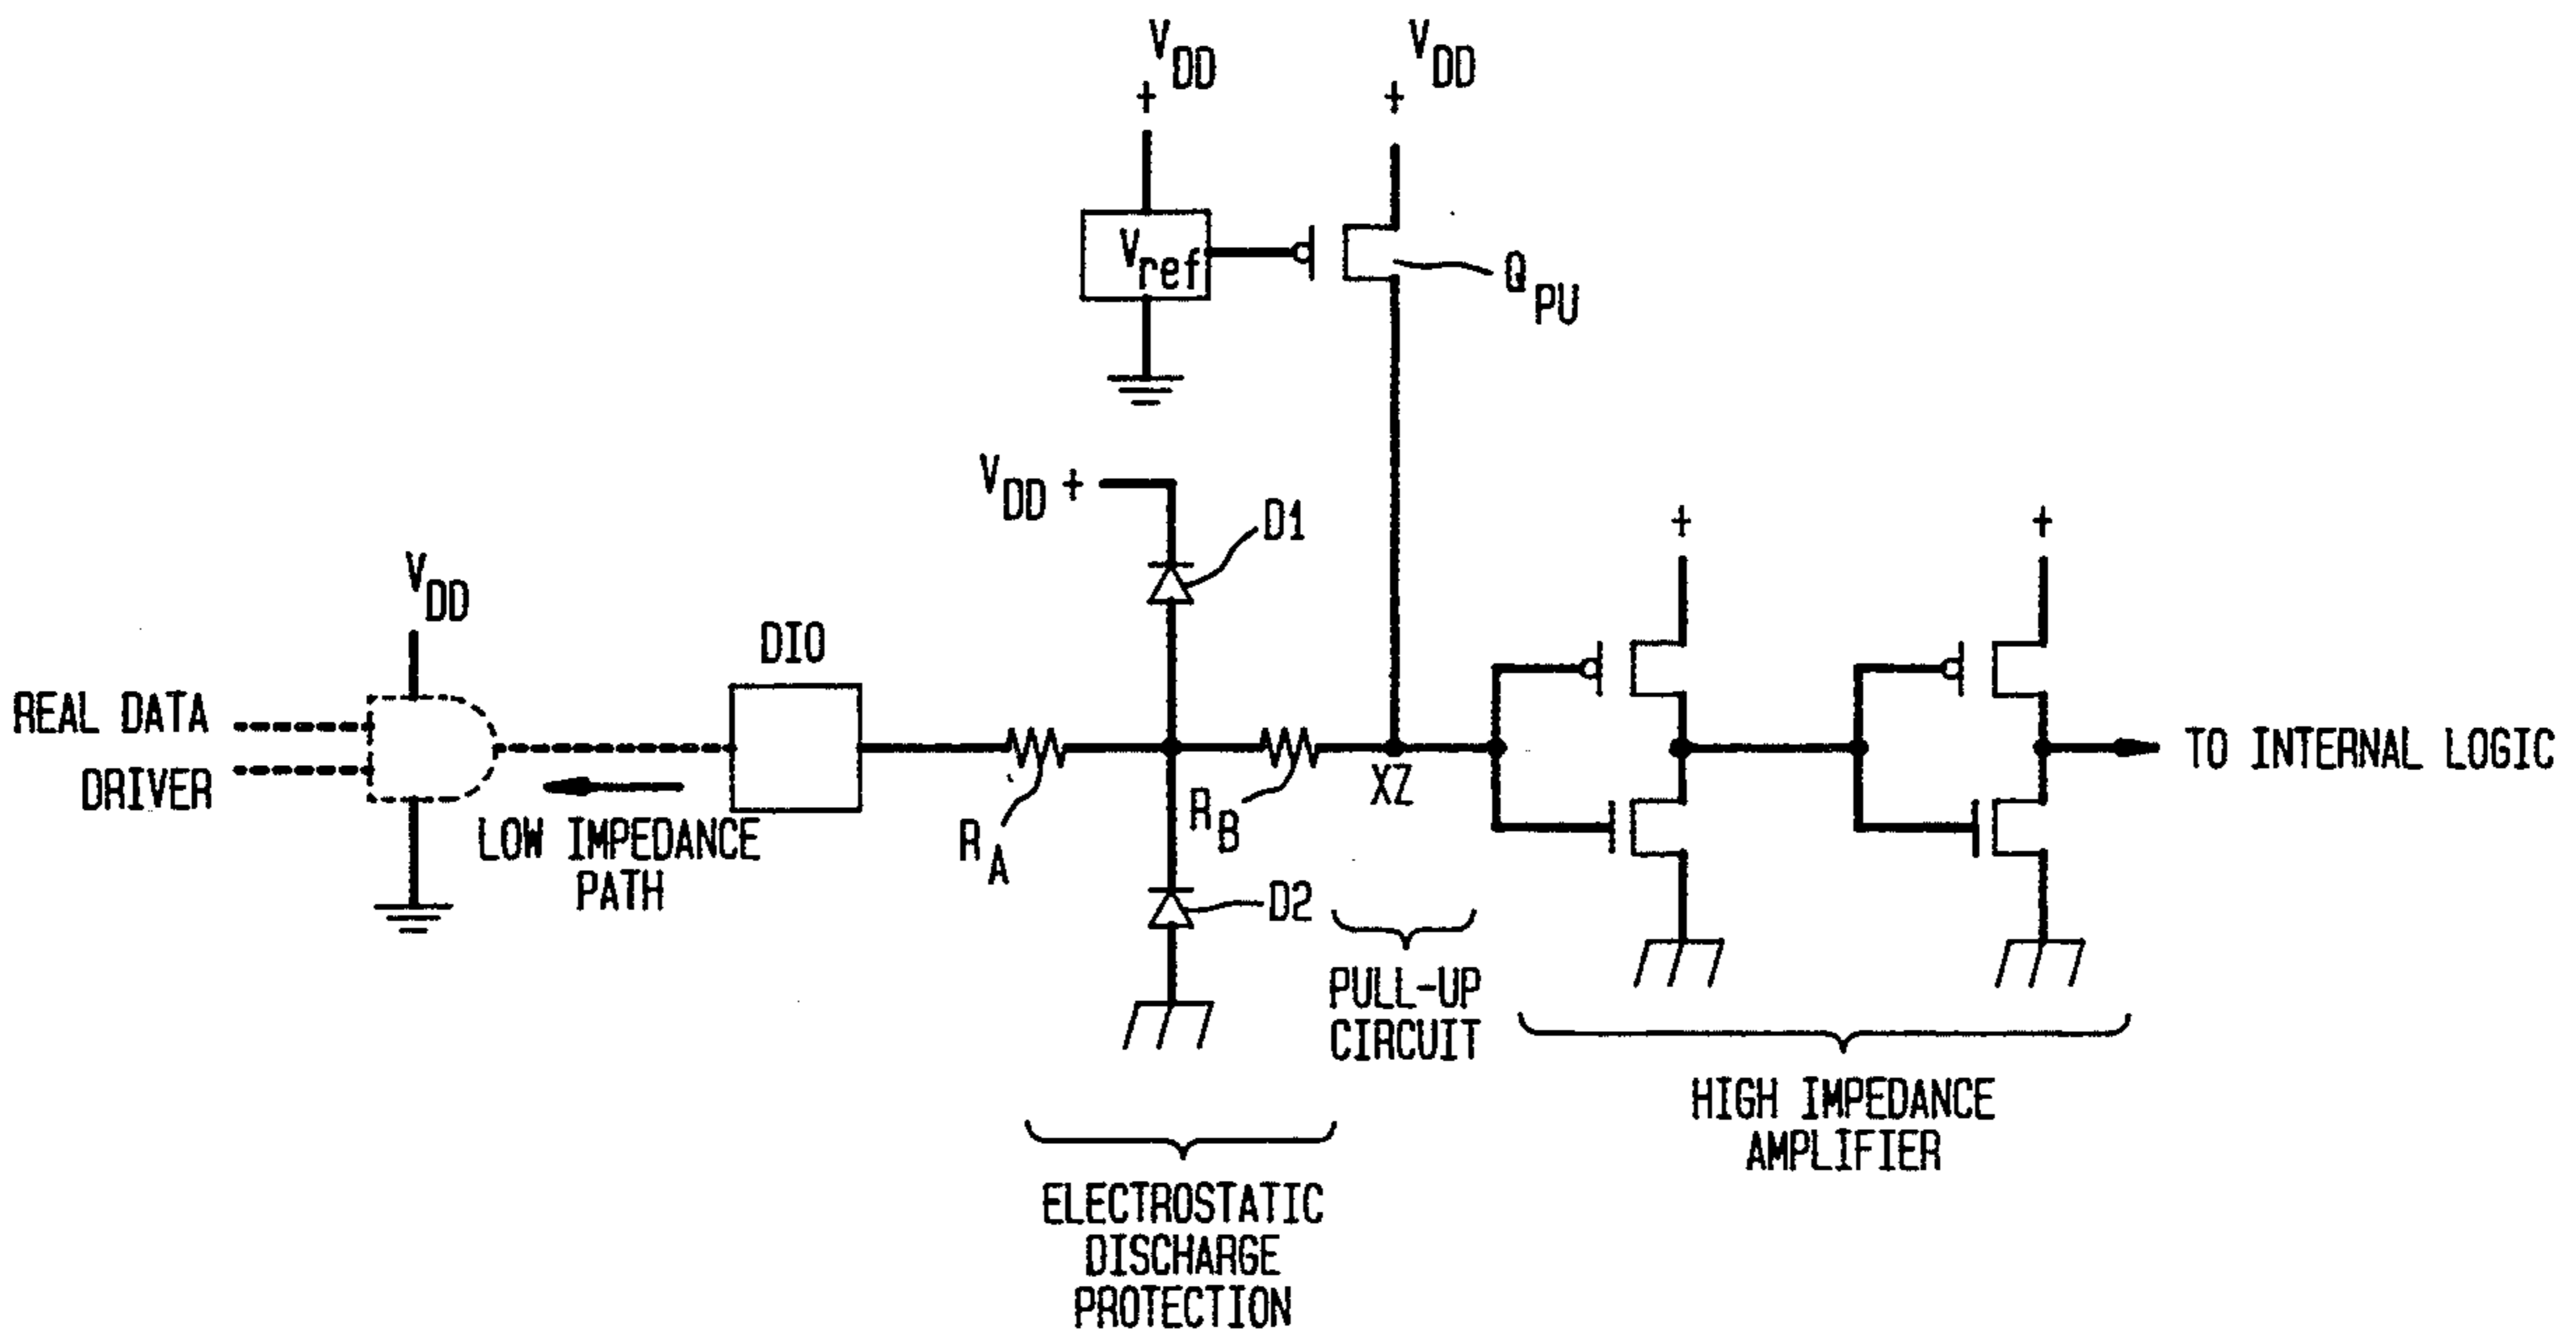 VDD
VDD
Vref
QPU
VDD +
D1
VDD
DIO
REAL DATA
DRIVER
LOW IMPEDANCE
PATH
RA
RB
XZ
TO INTERNAL LOGIC
D2
PULL-UP
CIRCUIT
HIGH IMPEDANCE
AMPLIFIER
ELECTROSTATIC
DISCHARGE
PROTECTION